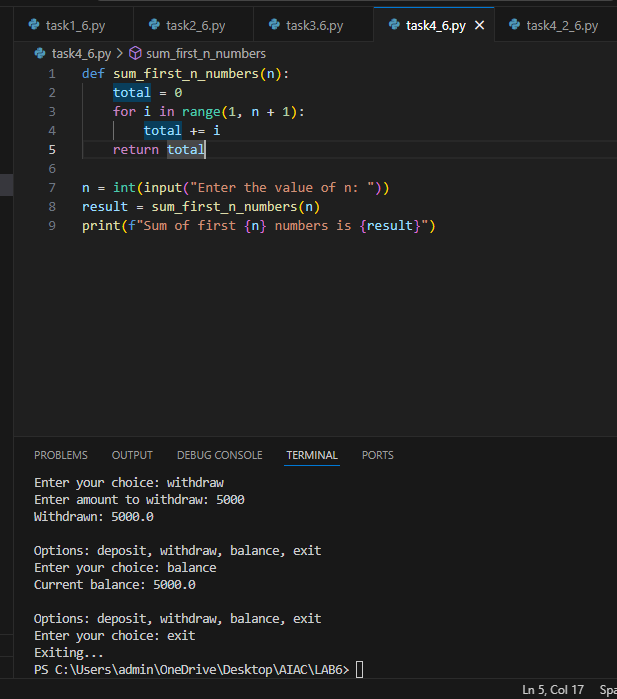 task1_6.py task2_6.py task3.6.py task4_6.py × task4_2_6.py
task4_6.py > sum_first_n_numbers
1 def sum_first_n_numbers(n):
2     total = 0
3     for i in range(1, n + 1):
4         total += i
5     return total
6
7 n = int(input("Enter the value of n: "))
8 result = sum_first_n_numbers(n)
9 print(f"Sum of first {n} numbers is {result}")
PROBLEMS OUTPUT DEBUG CONSOLE TERMINAL PORTS
Enter your choice: withdraw
Enter amount to withdraw: 5000
Withdrawn: 5000.0
Options: deposit, withdraw, balance, exit
Enter your choice: balance
Current balance: 5000.0
Options: deposit, withdraw, balance, exit
Enter your choice: exit
Exiting...
PS C:\Users\admin\OneDrive\Desktop\AIAC\LAB6>
Ln 5, Col 17 Spa